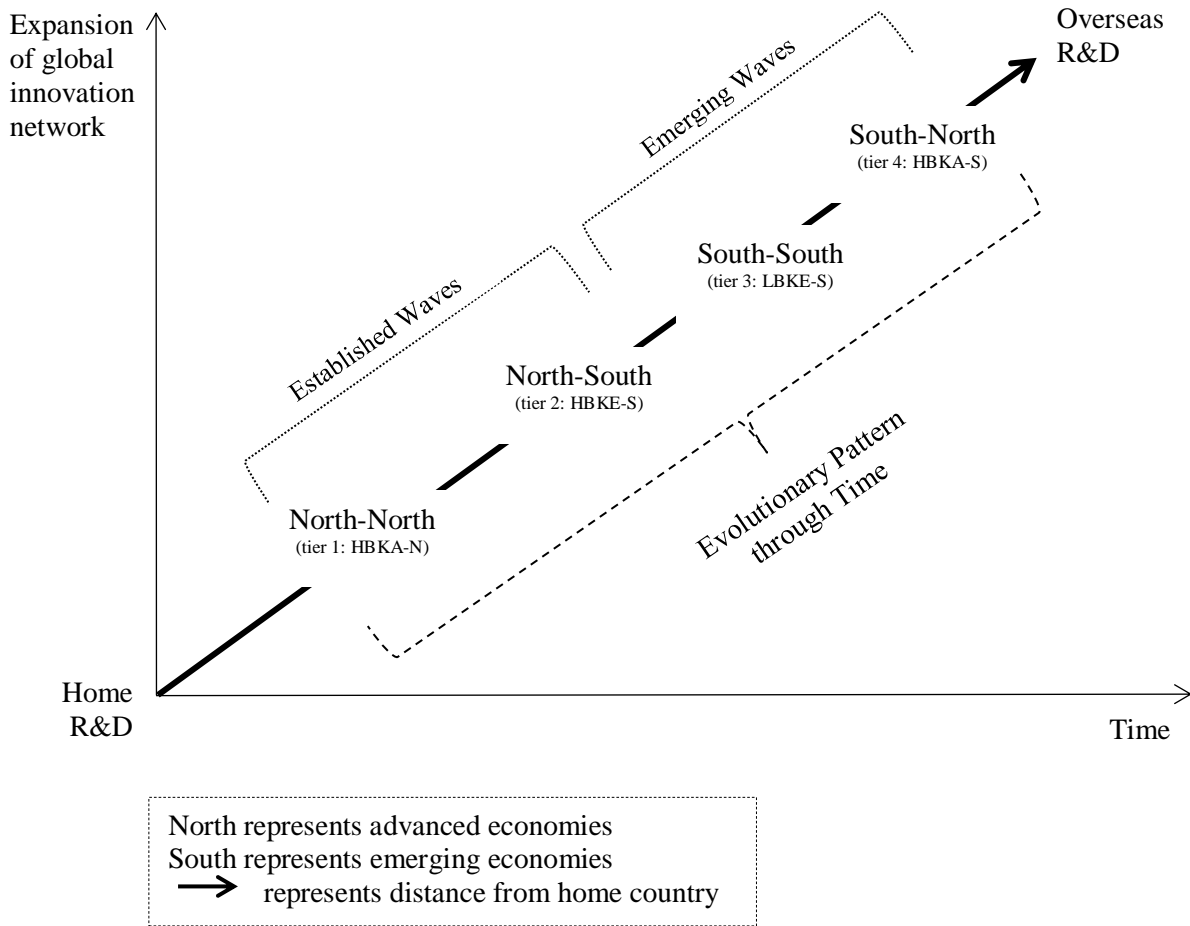 Expansion
of global
innovation
network
Overseas
R&D
Emerging Waves
South-North
(tier 4: HBKA-S)
South-South
(tier 3: LBKE-S)
Established Waves
North-South
(tier 2: HBKE-S)
Evolutionary Pattern
through Time
North-North
(tier 1: HBKA-N)
Home
R&D
Time
North represents advanced economies
South represents emerging economies
represents distance from home country